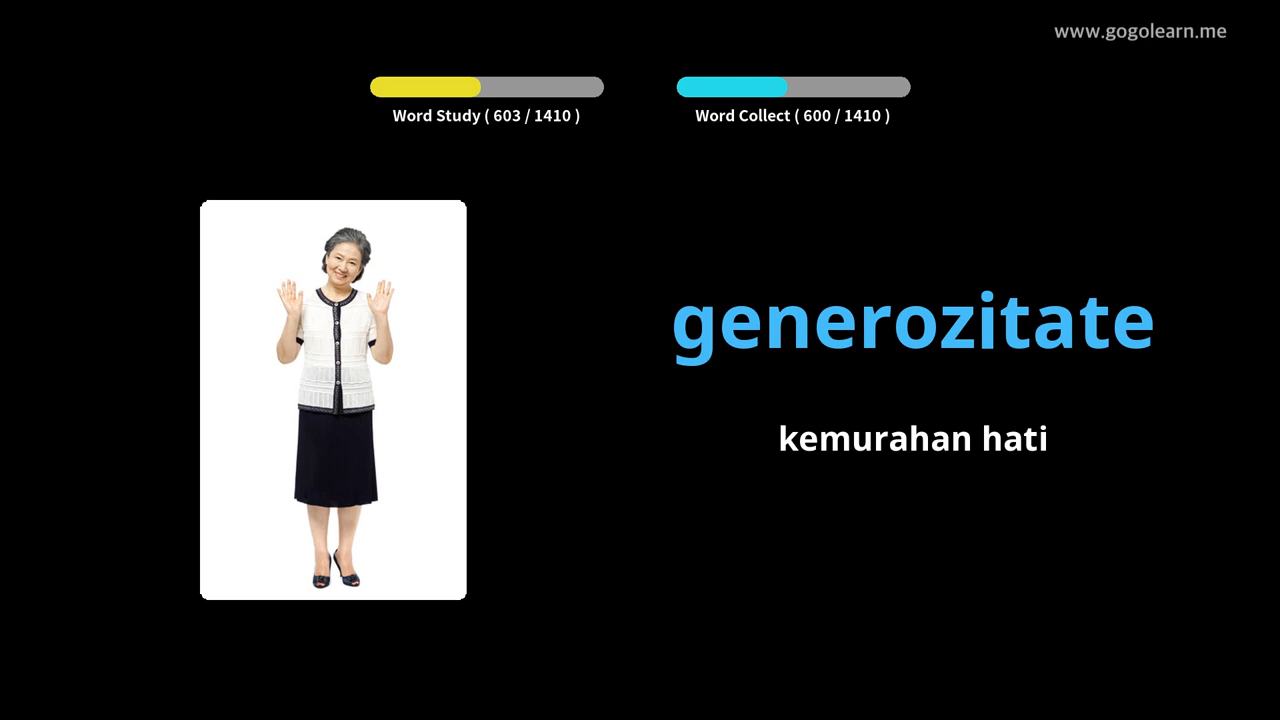 www.gogolearn.me
Word Study ( 603 / 1410 )
Word Collect ( 600 / 1410 )
generozitate
kemurahan hati